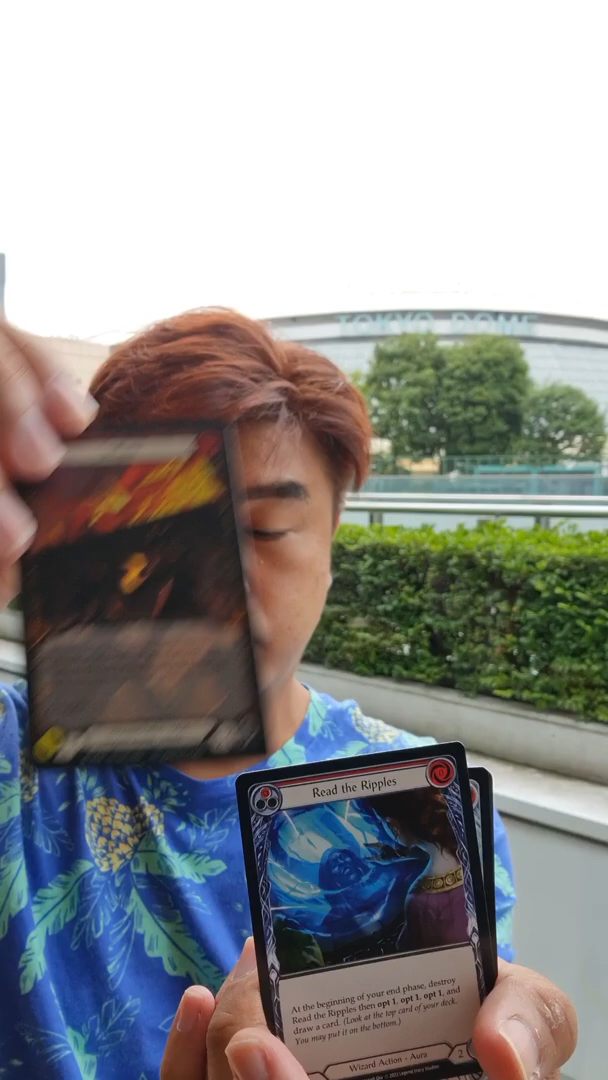 TOKYO DOME
Read the Ripples
At the beginning of your end phase, destroy
Read the Ripples then opt 1, opt 1, opt 1, and
draw a card. (Look at the top card of your deck.
You may put it on the bottom.)
Wizard Action - Aura
2